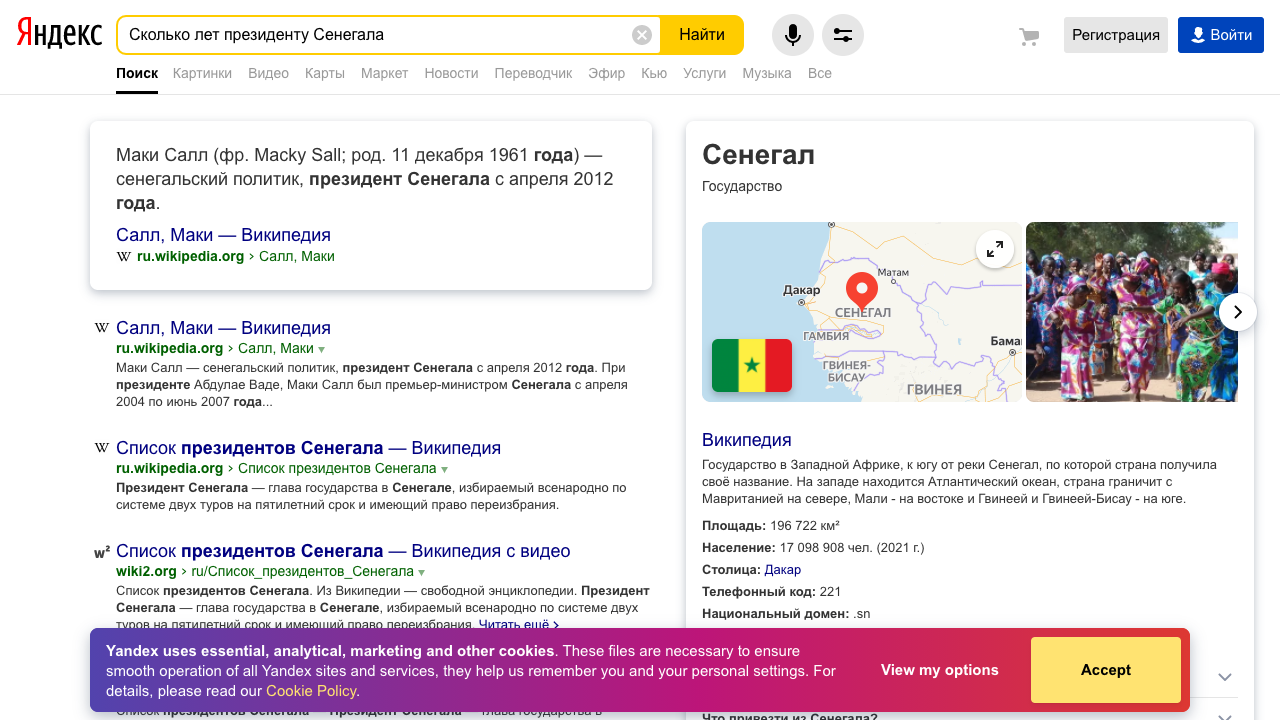 Яндекс
Сколько лет президенту Сенегала
Найти
Регистрация
Войти
Поиск Картинки Видео Карты Маркет Новости Переводчик Эфир Кью Услуги Музыка Все
Маки Салл (фр. Macky Sall; род. 11 декабря 1961 года) —
сенегальский политик, президент Сенегала с апреля 2012
года.
Салл, Маки — Википедия
W ru.wikipedia.org › Салл, Маки
W Салл, Маки — Википедия
ru.wikipedia.org › Салл, Маки
Маки Салл — сенегальский политик, президент Сенегала с апреля 2012 года. При
президенте Абдулае Ваде, Маки Салл был премьер-министром Сенегала с апреля
2004 по июнь 2007 года...
W Список президентов Сенегала — Википедия
ru.wikipedia.org › Список президентов Сенегала
Президент Сенегала — глава государства в Сенегале, избираемый всенародно по
системе двух туров на пятилетний срок и имеющий право переизбрания.
w² Список президентов Сенегала — Википедия с видео
wiki2.org › ru/Список_президентов_Сенегала
Список президентов Сенегала. Из Википедии — свободной энциклопедии. Президент
Сенегала — глава государства в Сенегале, избираемый всенародно по системе двух
туров на пятилетний срок и имеющий право переизбрания. Читать ещё ›
Сенегал
Государство
Матам
Дакар
СЕНЕГАЛ
ГАМБИЯ
Бама
ГВИНЕЯ-
БИСАУ
ГВИНЕЯ
Википедия
Государство в Западной Африке, к югу от реки Сенегал, по которой страна получила
своё название. На западе находится Атлантический океан, страна граничит с
Мавританией на севере, Мали - на востоке и Гвинеей и Гвинеей-Бисау - на юге.
Площадь: 196 722 км²
Население: 17 098 908 чел. (2021 г.)
Столица: Дакар
Телефонный код: 221
Национальный домен: .sn
Что привезти из Сенегала?
Yandex uses essential, analytical, marketing and other cookies. These files are necessary to ensure
smooth operation of all Yandex sites and services, they help us remember you and your personal settings. For
details, please read our Cookie Policy.
View my options
Accept
Список президентов Сенегала — Президент Сенегала — глава государства в